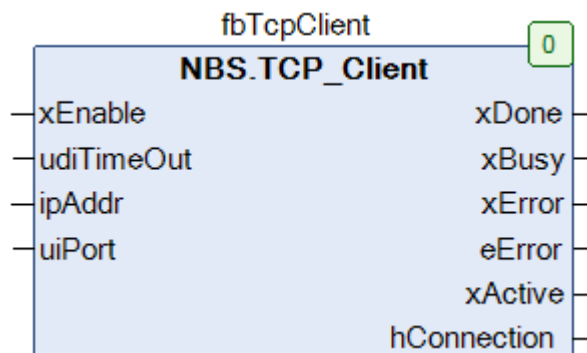 fbTcpClient
0
NBS.TCP_Client
xEnable xDone
udiTimeOut xBusy
ipAddr xError
uiPort eError
xActive
hConnection